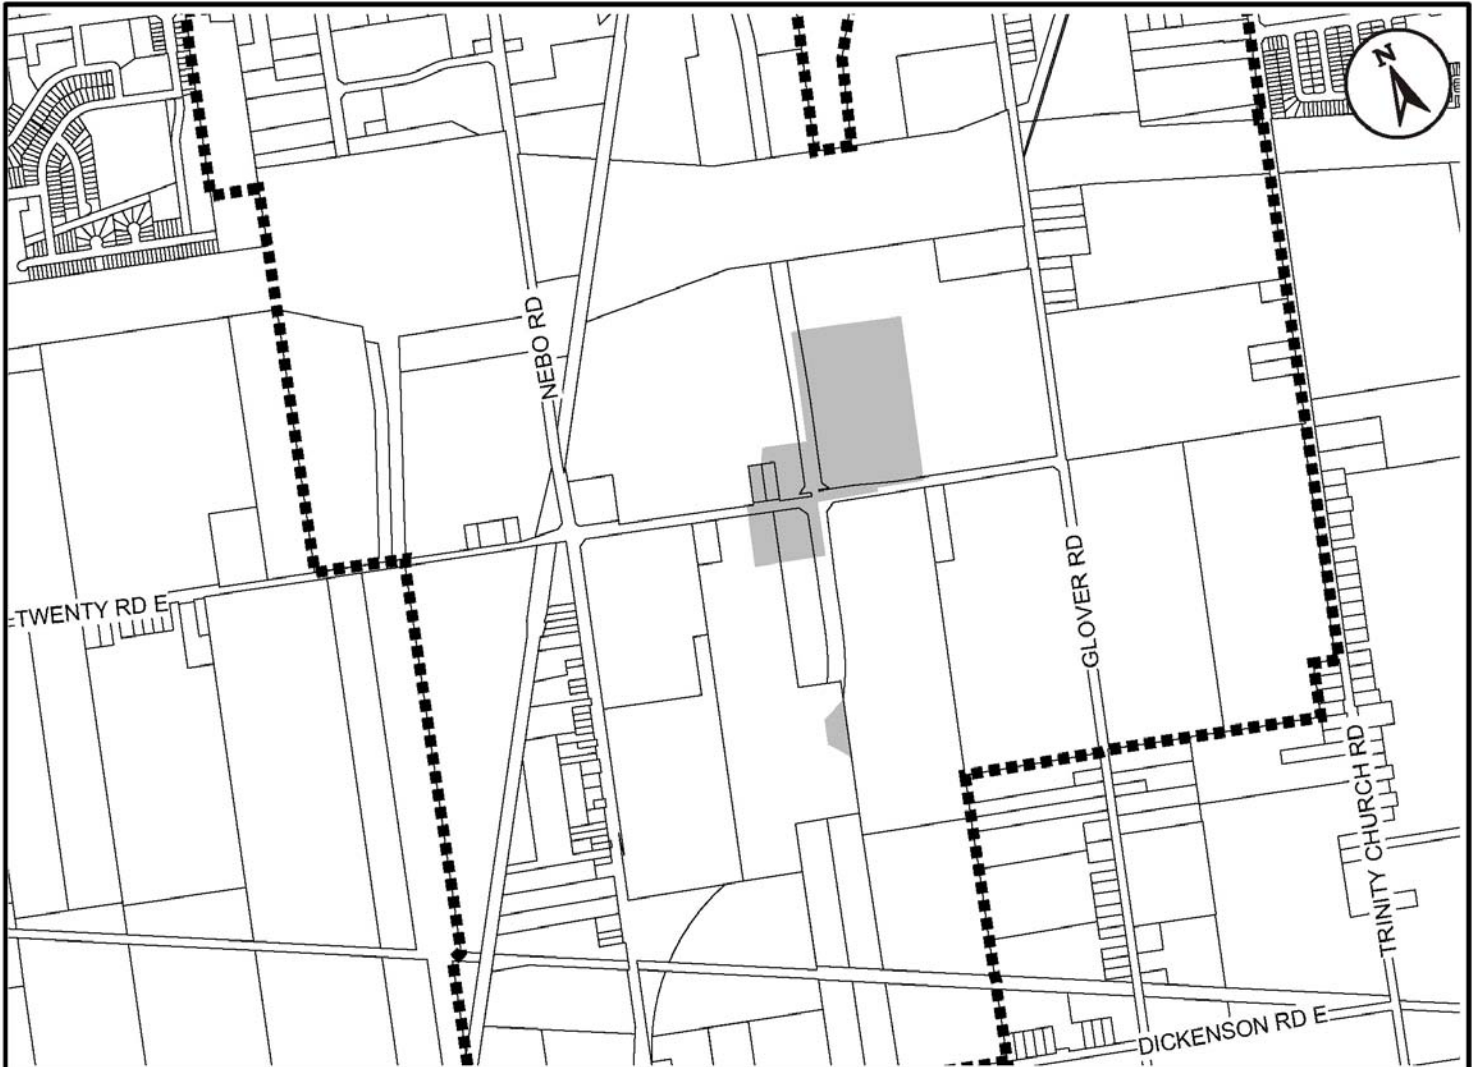 N
NEBO RD
TWENTY RD E
GLOVER RD
TRINITY CHURCH RD
DICKENSON RD E